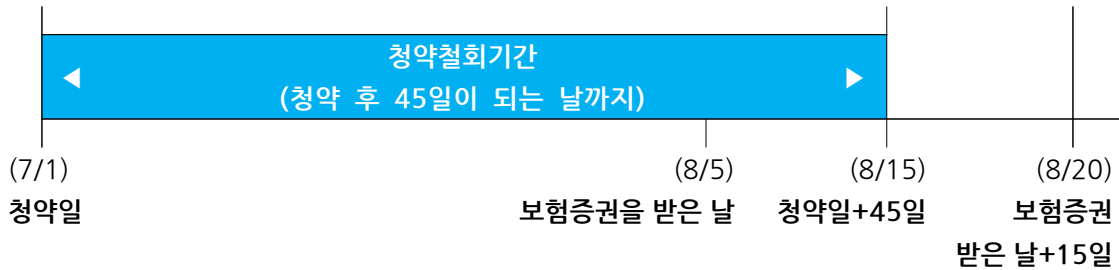 청약철회기간
(청약 후 45일이 되는 날까지)
(7/1)
청약일
(8/5)
보험증권을 받은 날
(8/15)
청약일+45일
(8/20)
보험증권
받은 날+15일